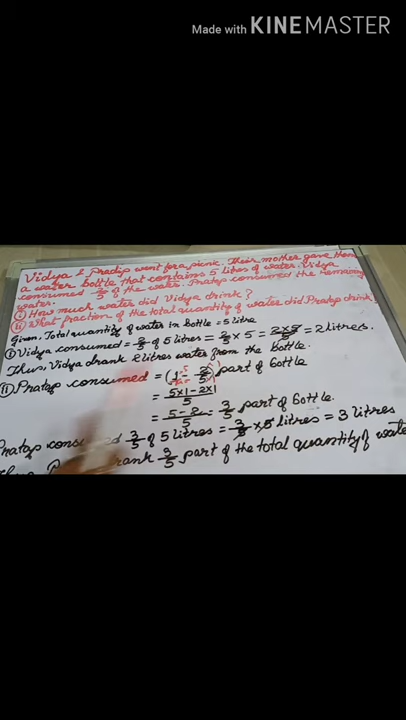 Made with KINEMASTER
Vidya & Pradip went for a picnic. Their mother gave them
a water bottle that contains 5 litres of water. Vidya
consumed 2/5 of the water. Pratap consumed the remaining
water.
(i) How much water did Vidya drink?
(ii) What fraction of the total quantity of water did Pratap drink
Given, Total quantity of water in bottle = 5 litre
(i) Vidya consumed = 2/5 of 5 litres = 2/5 × 5 = 2×5/5 = 2 litres.
Thus, Vidya drank 2 litres water from the bottle.
(ii) Pratap consumed = (1 - 2/5) part of bottle
= 5×1-2×1/5
= 5-2/5 = 3/5 part of bottle.
Pratap consumed 3/5 of 5 litres = 3/5 × 5 litres = 3 litres
drank 3/5 part of the total quantity of water